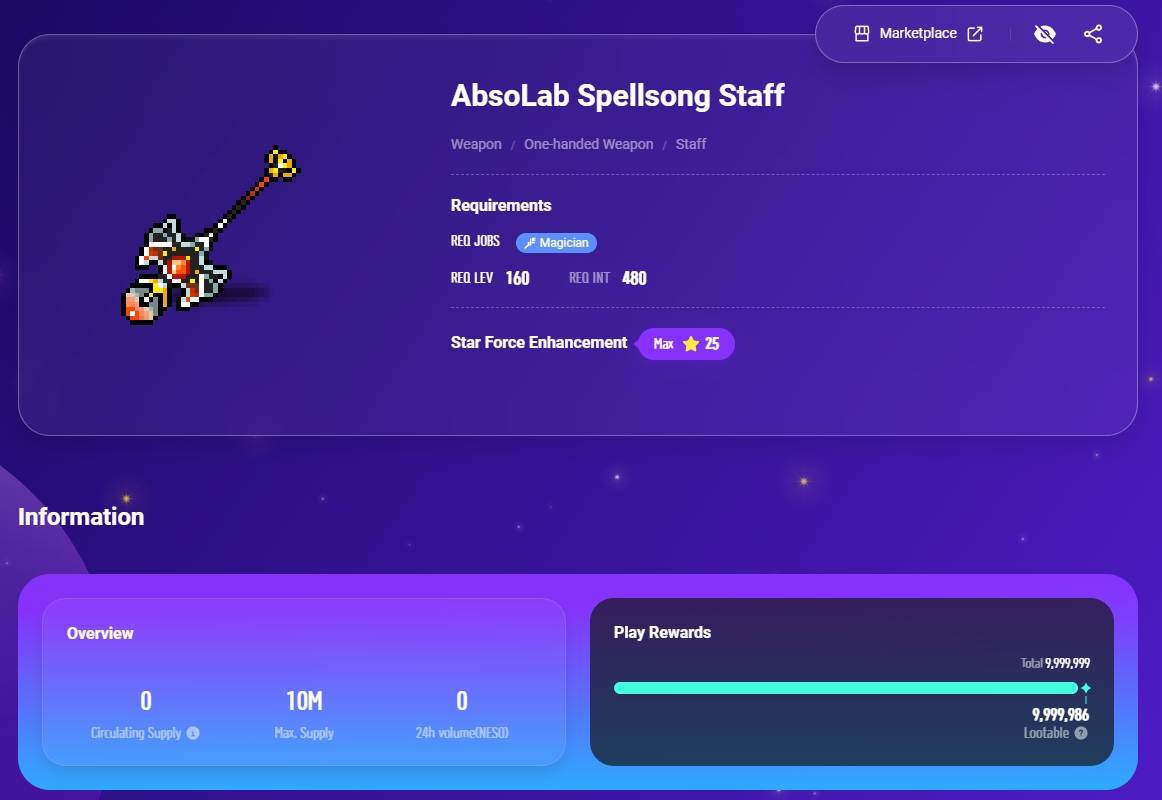 Marketplace
AbsoLab Spellsong Staff
Weapon / One-handed Weapon / Staff
Requirements
REQ JOBS Magician
REQ LEV 160 REQ INT 480
Star Force Enhancement Max 25
Information
Overview
0 10M 0
Circulating Supply Max. Supply 24h volume(NESO)
Play Rewards
Total 9,999,999
9,999,986
Lootable